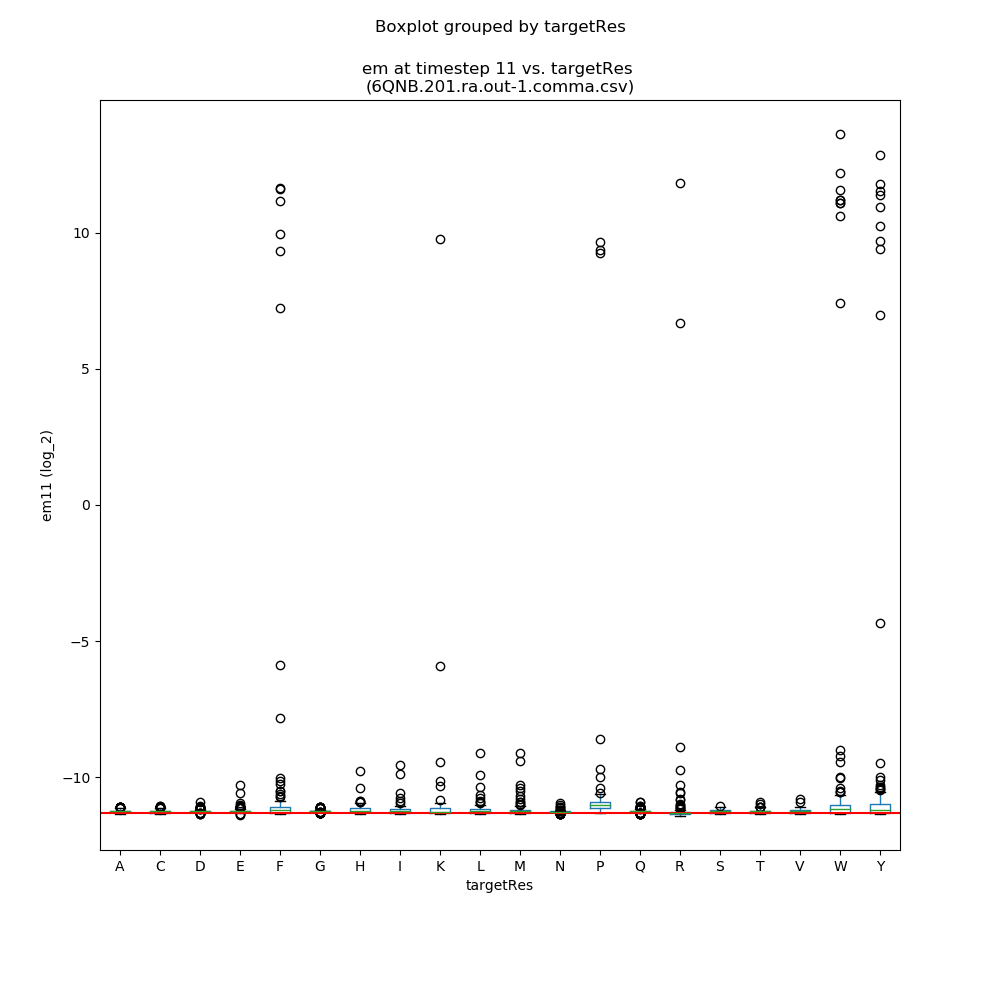 Boxplot grouped by targetRes
em at timestep 11 vs. targetRes
(6QNB.201.ra.out-1.comma.csv)
10
5
0
−5
−10
em11 (log_2)
A C D E F G H I K L M N P Q R S T V W Y
targetRes